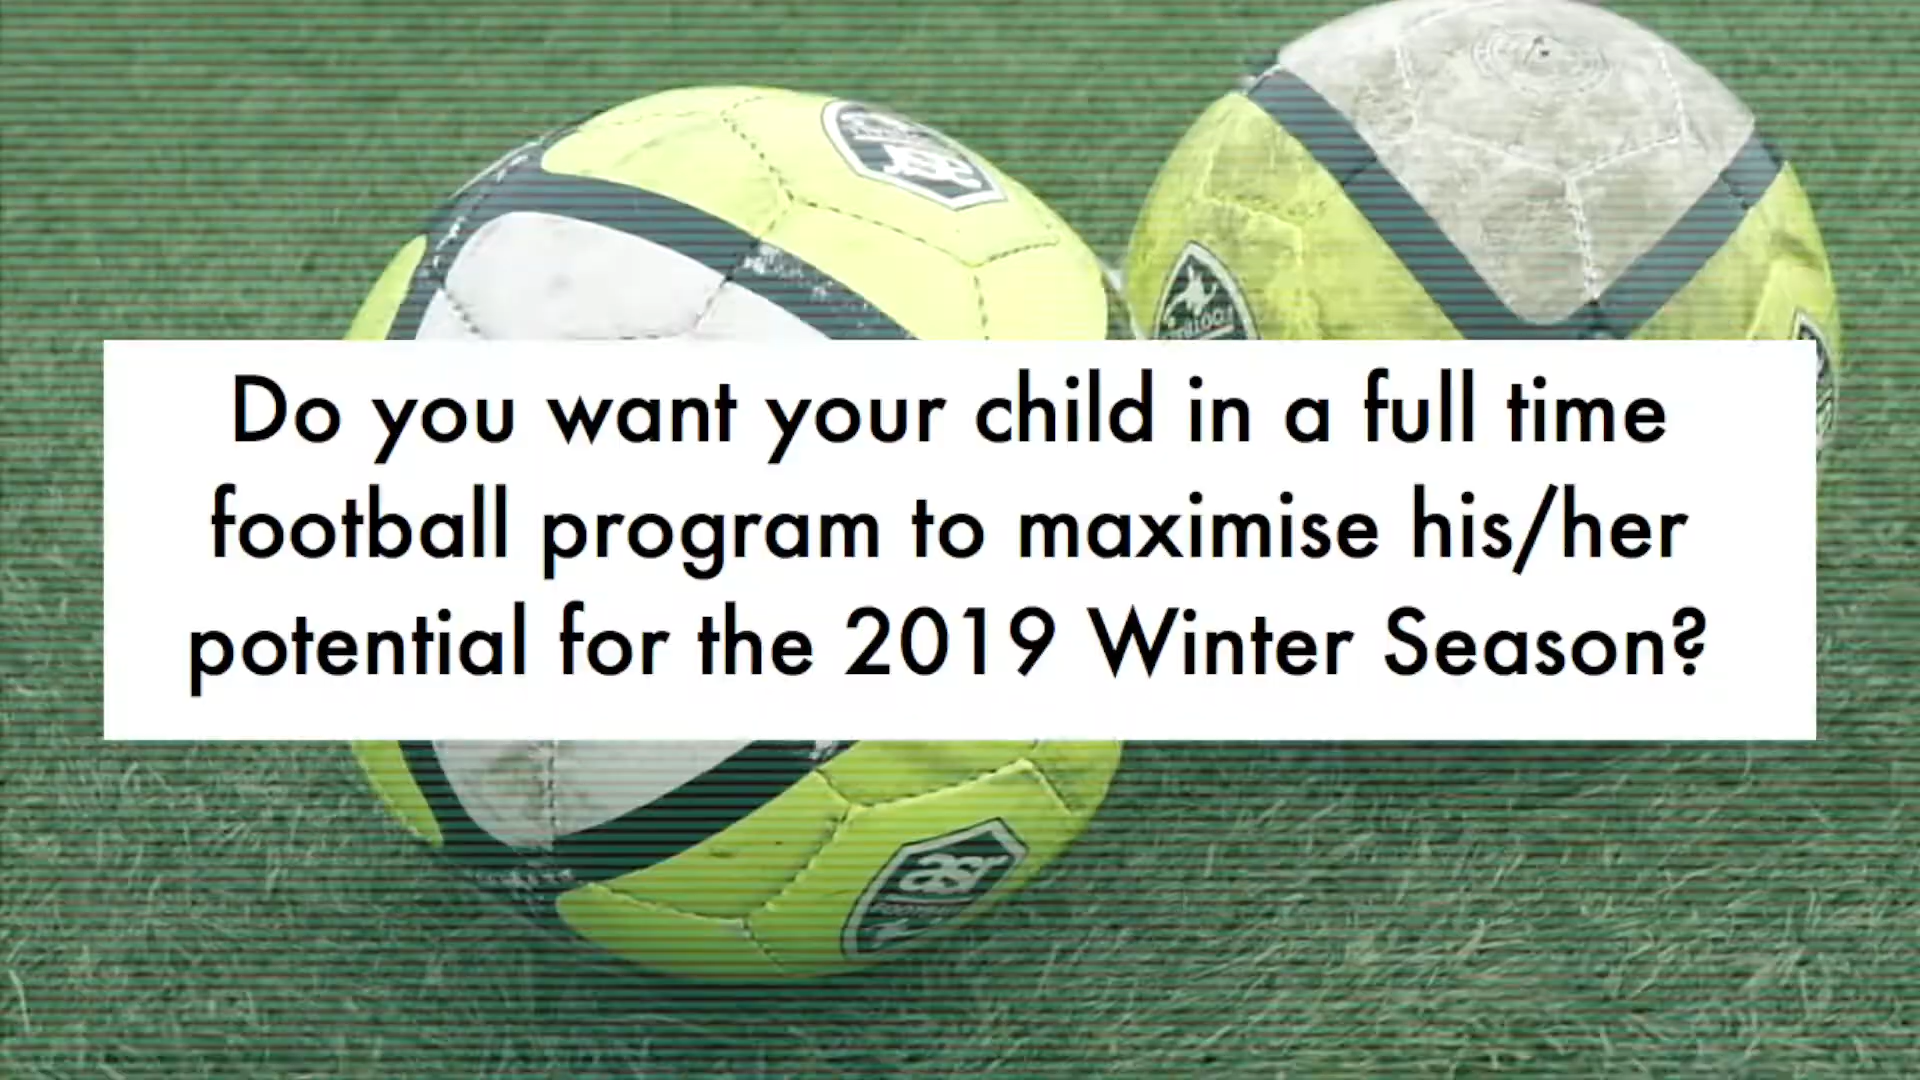 Do you want your child in a full time
football program to maximise his/her
potential for the 2019 Winter Season?
asr